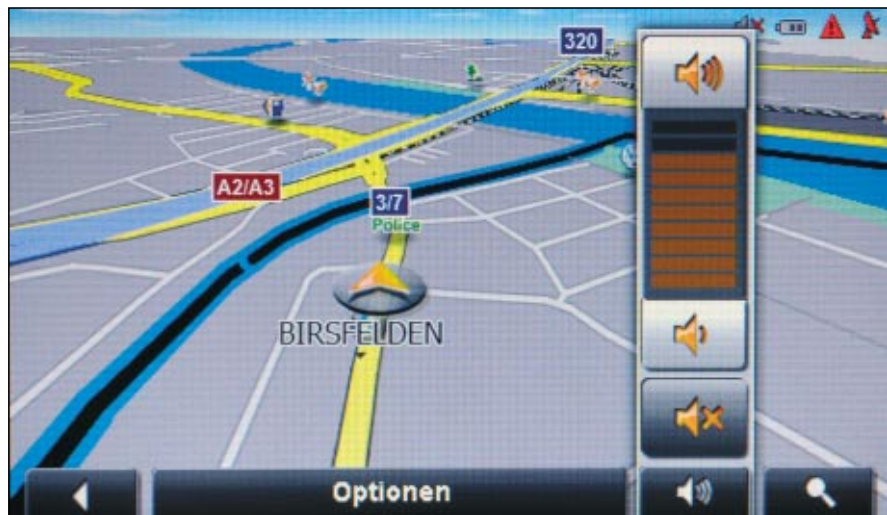 320
A2/A3
3/7
Police
BIRSFELDEN
Optionen